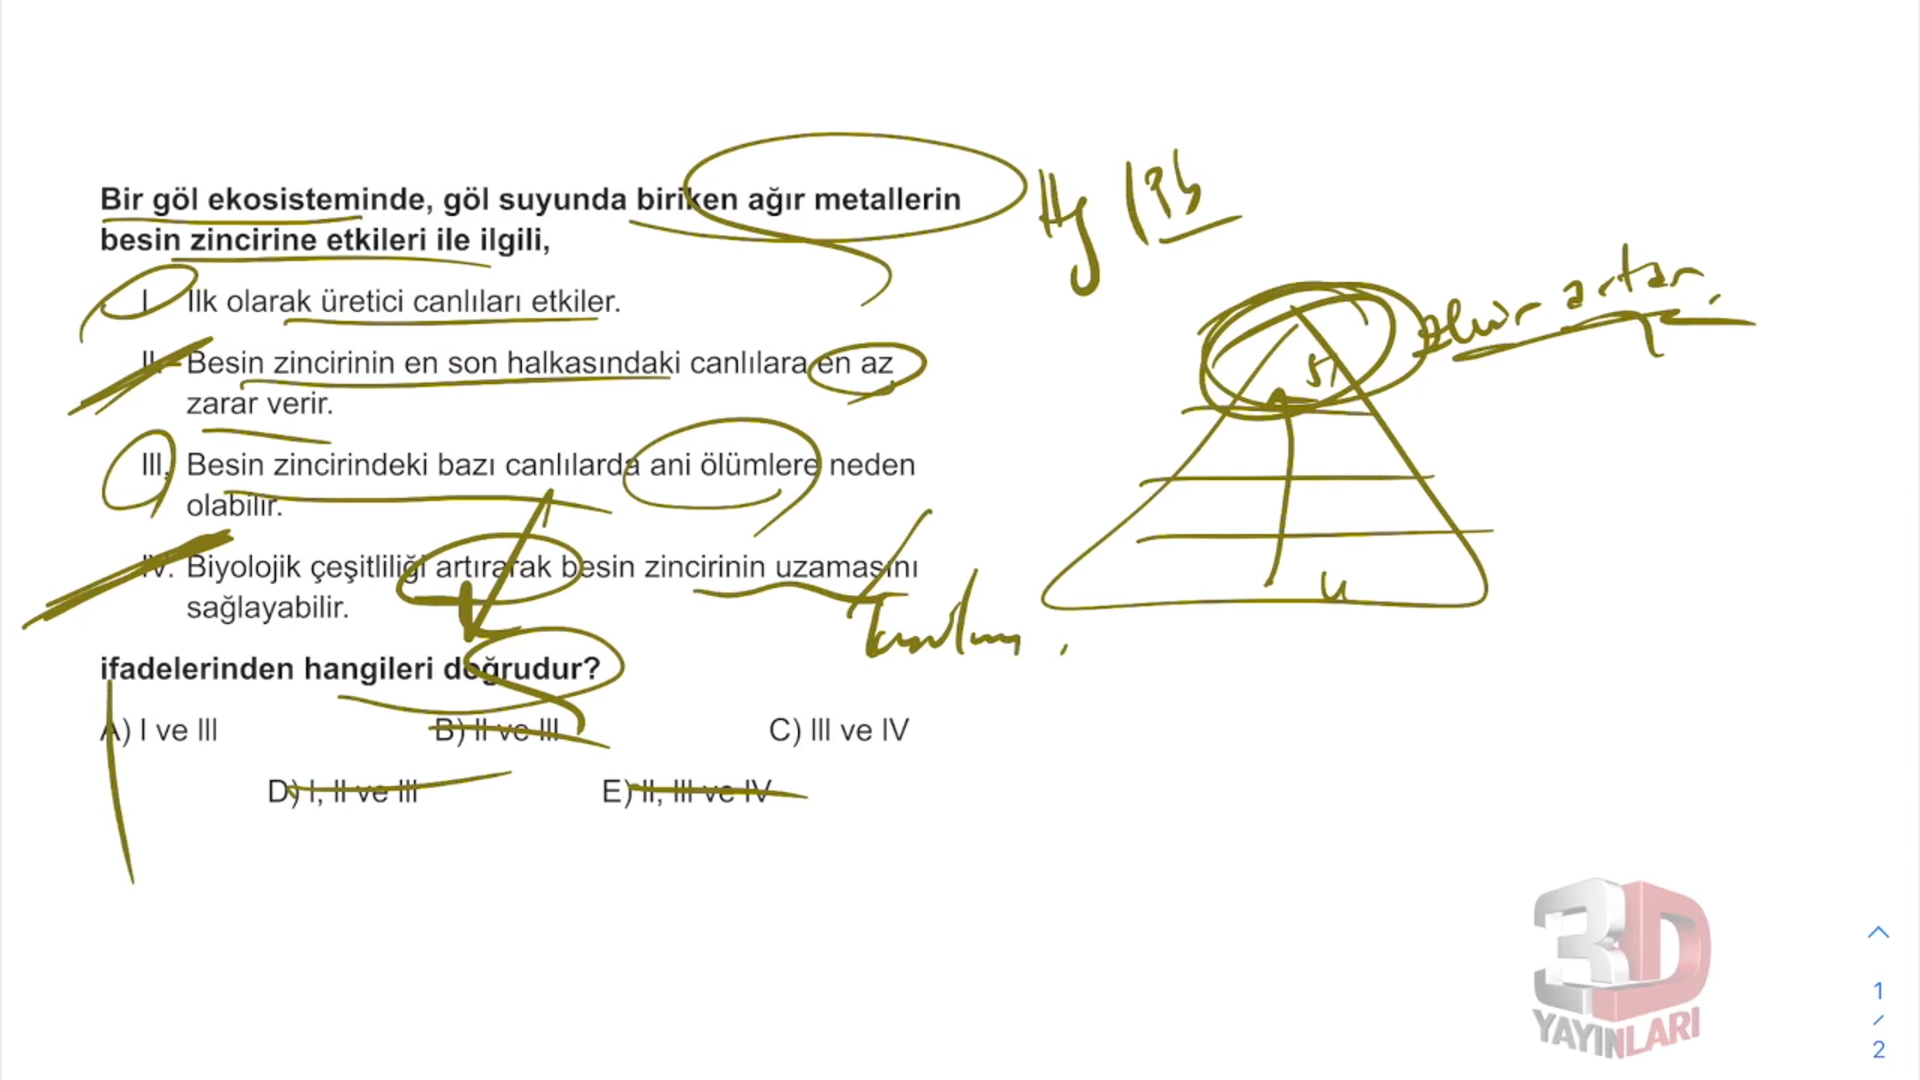 Bir göl ekosisteminde, göl suyunda biriken ağır metallerin
besin zincirine etkileri ile ilgili,
I. İlk olarak üretici canlıları etkiler.
II. Besin zincirinin en son halkasındaki canlılara en az
zarar verir.
III. Besin zincirindeki bazı canlılarda ani ölümlere neden
olabilir.
IV. Biyolojik çeşitliliği artırarak besin zincirinin uzamasını
sağlayabilir.
ifadelerinden hangileri doğrudur?
A) I ve III B) II ve III C) III ve IV
D) I, II ve III E) II, III ve IV
Hg Pb
artar
3D
YAYINLARI
1
/
2